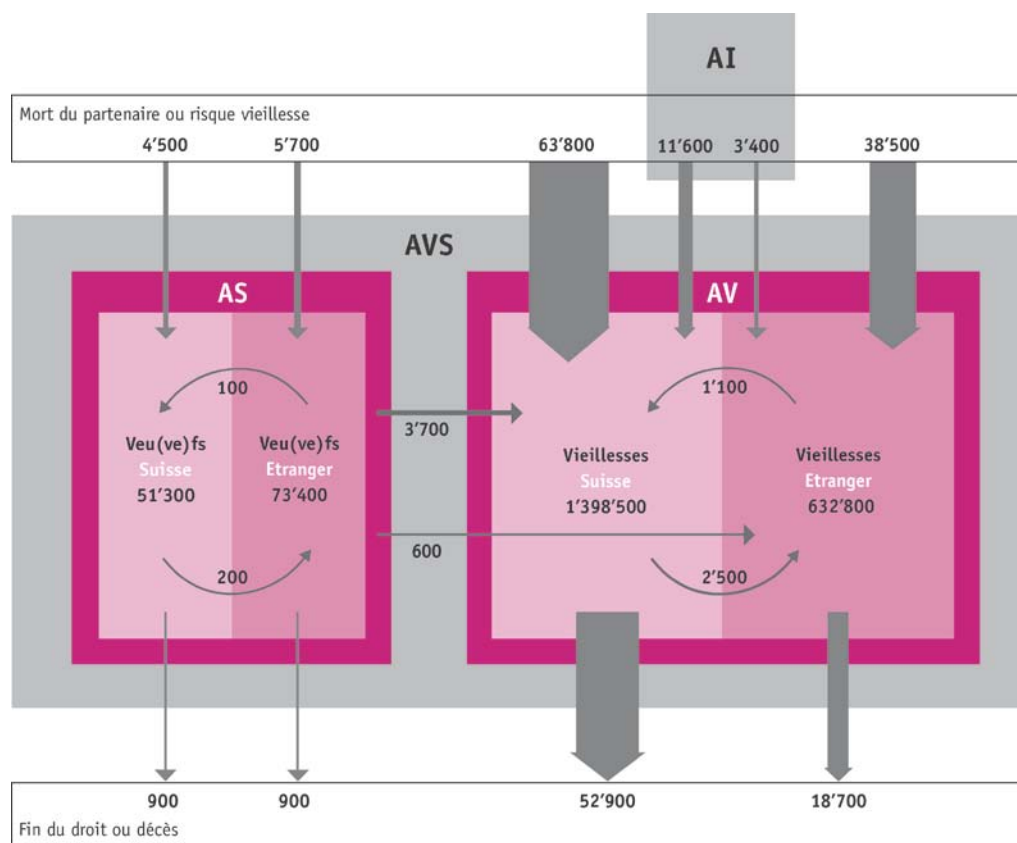 AI
Mort du partenaire ou risque vieillesse
4’500 5’700 63’800 11’600 3’400 38’500
AVS
AS AV
100 1’100
3’700
Veu(ve)fs Veu(ve)fs Vieillesses Vieillesses
Suisse Etranger Suisse Etranger
51’300 73’400 1’398’500 632’800
600
200 2’500
900 900 52’900 18’700
Fin du droit ou décès